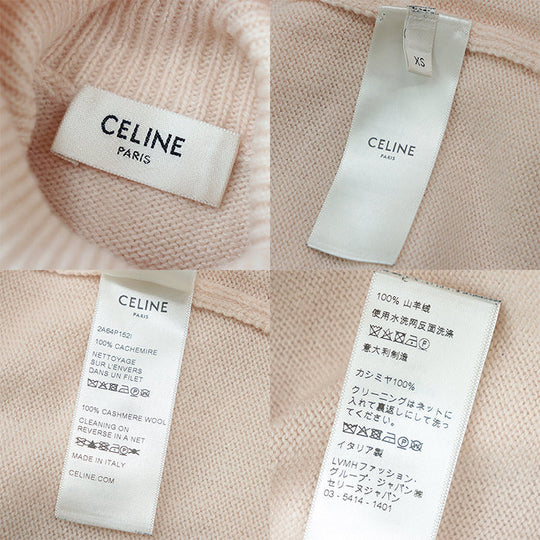 CELINE
PARIS
XS
CELINE
PARIS
CELINE
PARIS
2A64P152I
100% CACHEMIRE
NETTOYAGE
SUR L'ENVERS
DANS UN FILET
100% CASHMERE WOOL
CLEANING ON
REVERSE IN A NET
MADE IN ITALY
CELINE.COM
100% 山羊绒
使用水洗网反面洗涤
意大利制造
カシミヤ100%
クリーニングはネットに
入れて裏返しにして洗っ
てください。
イタリア製
LVMHファッション・
グループ・ジャパン㈱
セリーヌジャパン
03 - 5414 - 1401